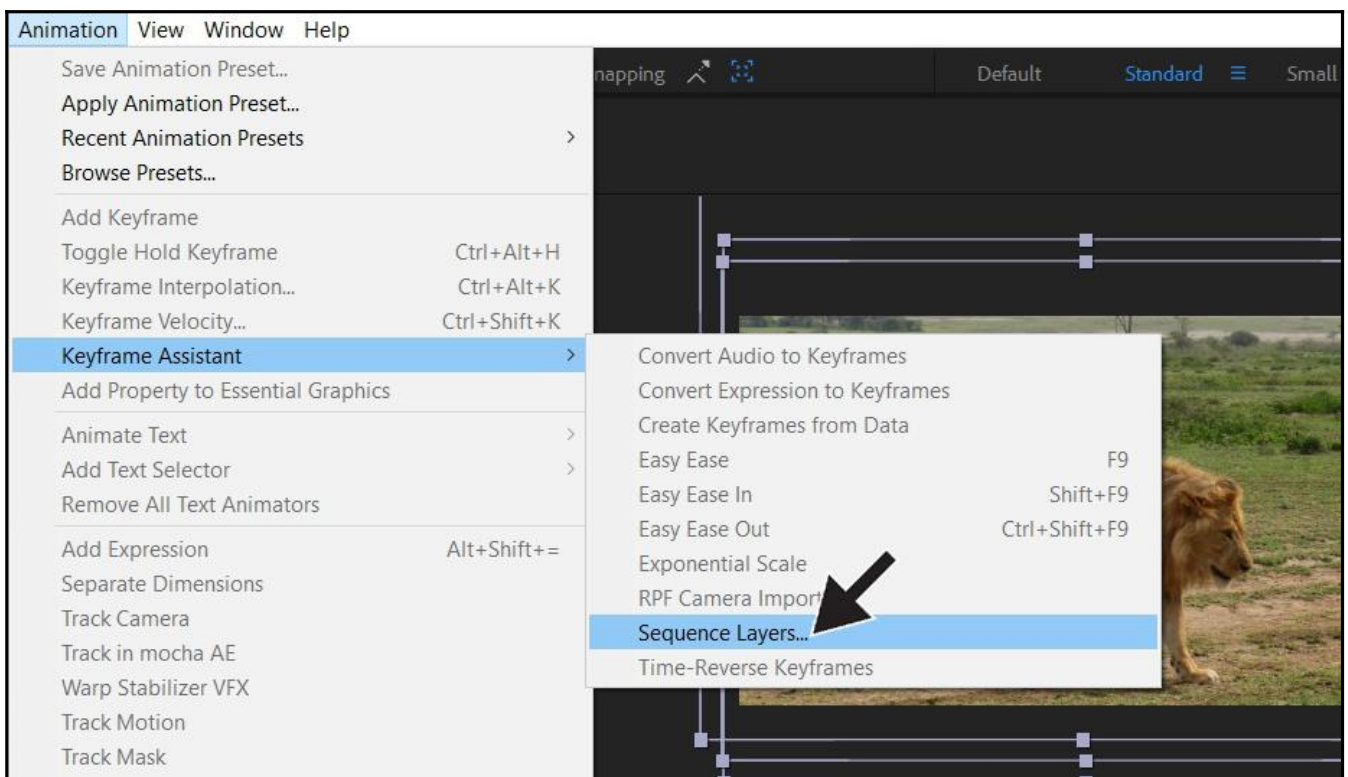 Animation View Window Help
napping Default Standard Small
Save Animation Preset...
Apply Animation Preset...
Recent Animation Presets >
Browse Presets...
Add Keyframe
Toggle Hold Keyframe Ctrl+Alt+H
Keyframe Interpolation... Ctrl+Alt+K
Keyframe Velocity... Ctrl+Shift+K
Keyframe Assistant >
Add Property to Essential Graphics
Animate Text >
Add Text Selector >
Remove All Text Animators
Add Expression Alt+Shift+=
Separate Dimensions
Track Camera
Track in mocha AE
Warp Stabilizer VFX
Track Motion
Track Mask
Convert Audio to Keyframes
Convert Expression to Keyframes
Create Keyframes from Data
Easy Ease F9
Easy Ease In Shift+F9
Easy Ease Out Ctrl+Shift+F9
Exponential Scale
RPF Camera Import
Sequence Layers...
Time-Reverse Keyframes